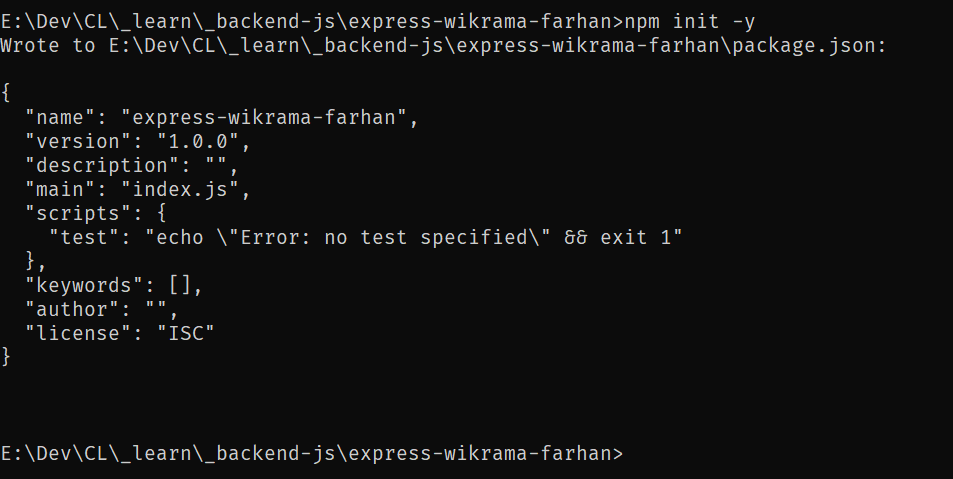 E:\Dev\CL\_learn\_backend-js\express-wikrama-farhan>npm init -y
Wrote to E:\Dev\CL\_learn\_backend-js\express-wikrama-farhan\package.json:

{
  "name": "express-wikrama-farhan",
  "version": "1.0.0",
  "description": "",
  "main": "index.js",
  "scripts": {
    "test": "echo \"Error: no test specified\" && exit 1"
  },
  "keywords": [],
  "author": "",
  "license": "ISC"
}

E:\Dev\CL\_learn\_backend-js\express-wikrama-farhan>